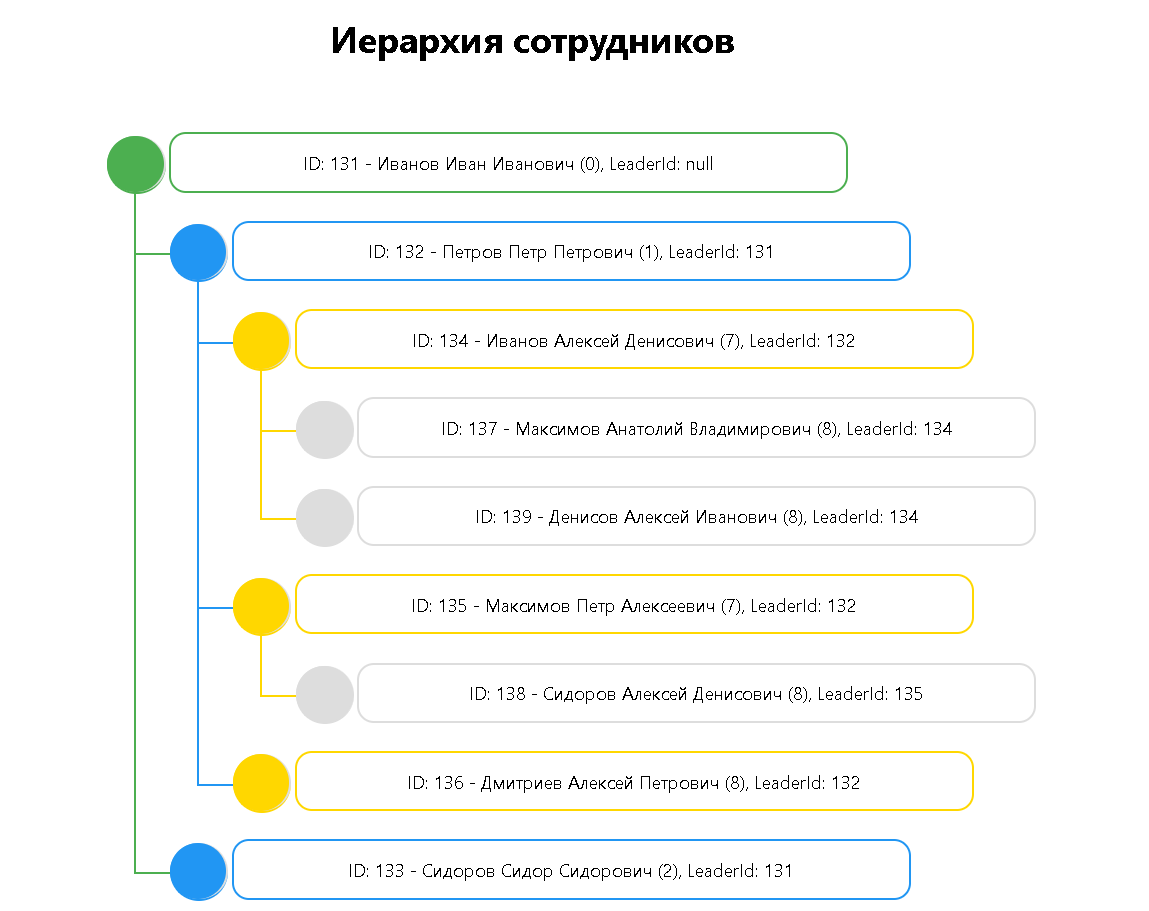 Иерархия сотрудников
ID: 131 - Иванов Иван Иванович (0), LeaderId: null
ID: 132 - Петров Петр Петрович (1), LeaderId: 131
ID: 134 - Иванов Алексей Денисович (7), LeaderId: 132
ID: 137 - Максимов Анатолий Владимирович (8), LeaderId: 134
ID: 139 - Денисов Алексей Иванович (8), LeaderId: 134
ID: 135 - Максимов Петр Алексеевич (7), LeaderId: 132
ID: 138 - Сидоров Алексей Денисович (8), LeaderId: 135
ID: 136 - Дмитриев Алексей Петрович (8), LeaderId: 132
ID: 133 - Сидоров Сидор Сидорович (2), LeaderId: 131